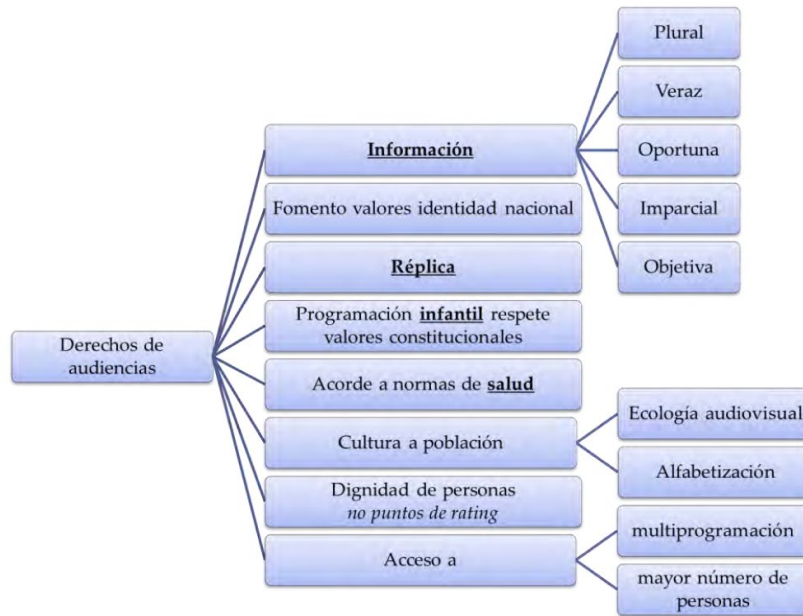 Derechos de
audiencias
Información
Plural
Veraz
Oportuna
Imparcial
Objetiva
Fomento valores identidad nacional
Réplica
Programación infantil respete
valores constitucionales
Acorde a normas de salud
Cultura a población
Ecología audiovisual
Alfabetización
Dignidad de personas
no puntos de rating
Acceso a
multiprogramación
mayor número de
personas